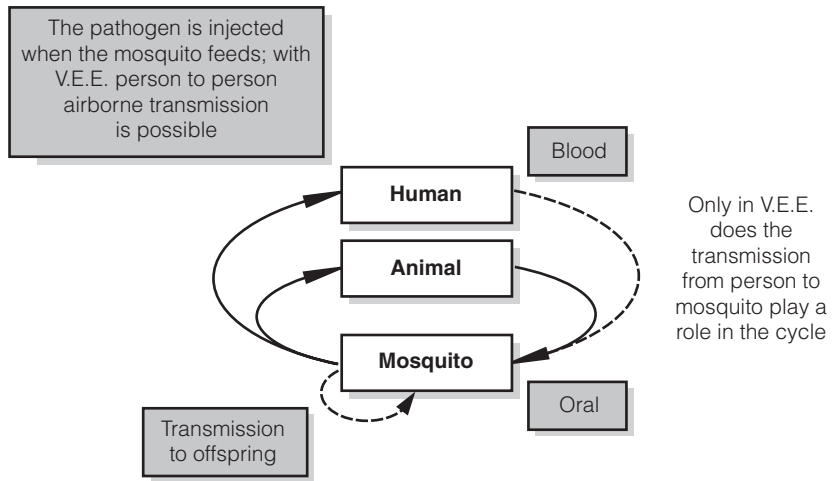 The pathogen is injected
when the mosquito feeds; with
V.E.E. person to person
airborne transmission
is possible
Blood
Human
Only in V.E.E.
does the
transmission
from person to
mosquito play a
role in the cycle
Animal
Mosquito
Oral
Transmission
to offspring